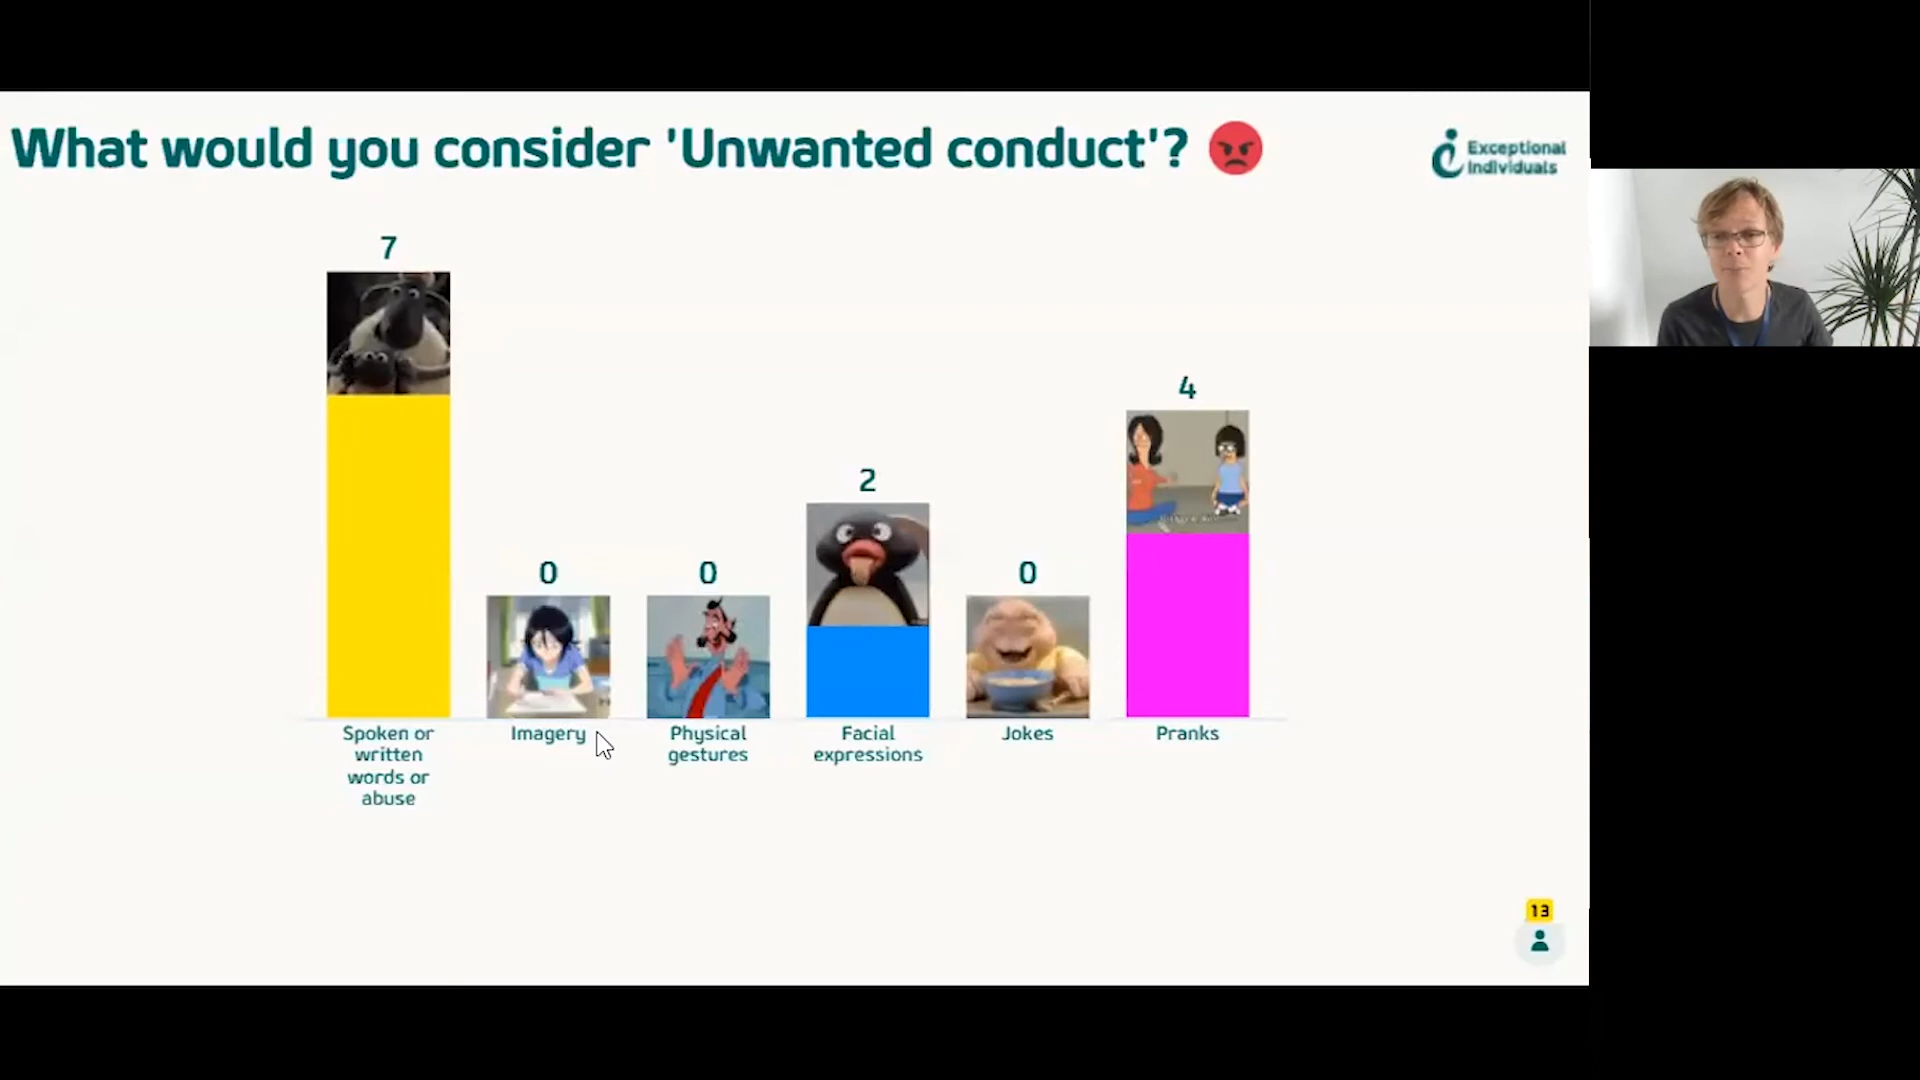 What would you consider 'Unwanted conduct'?
Exceptional
Individuals
7
4
2
0
0
0
Spoken or
written
words or
abuse
Imagery
Physical
gestures
Facial
expressions
Jokes
Pranks
13